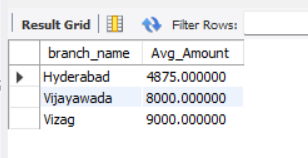 Result Grid Filter Rows:
branch_name Avg_Amount
Hyderabad 4875.000000
Vijayawada 8000.000000
Vizag 9000.000000